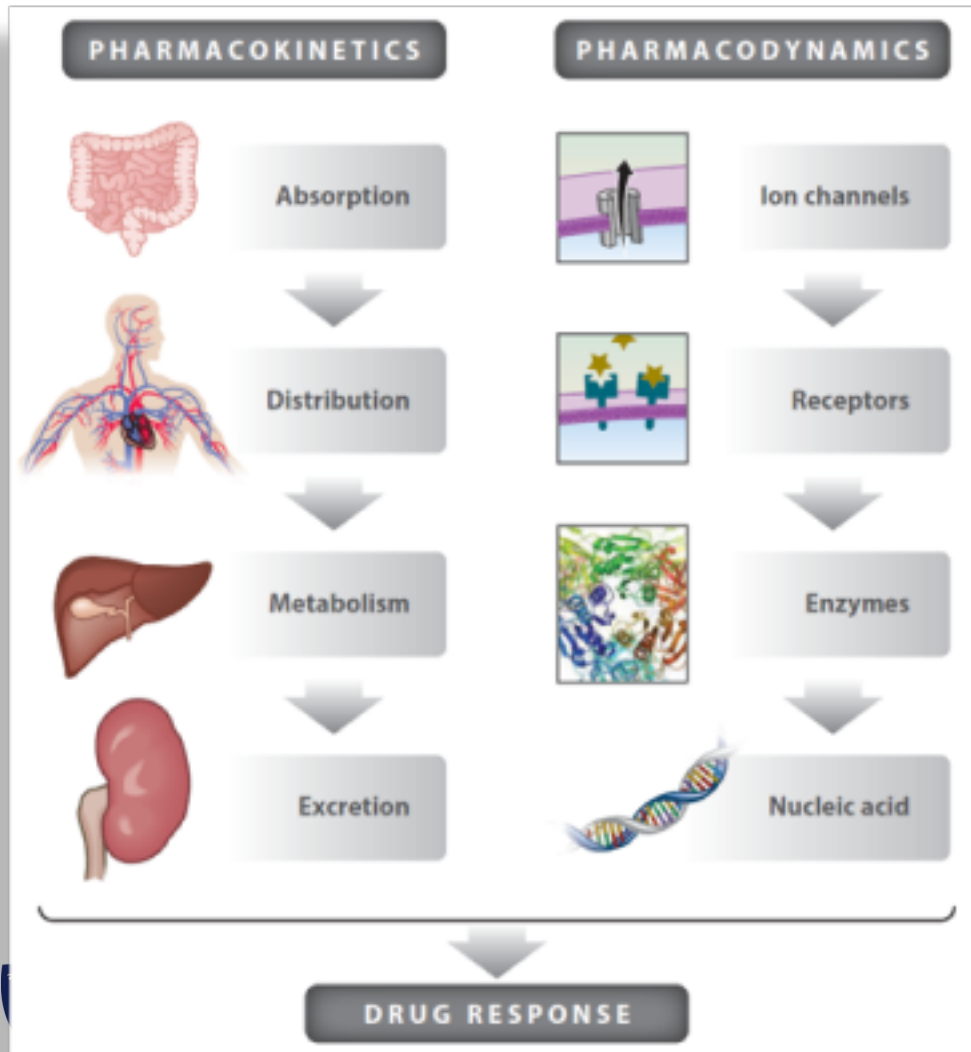 PHARMACOKINETICS
PHARMACODYNAMICS
Absorption
Ion channels
Distribution
Receptors
Metabolism
Enzymes
Excretion
Nucleic acid
DRUG RESPONSE